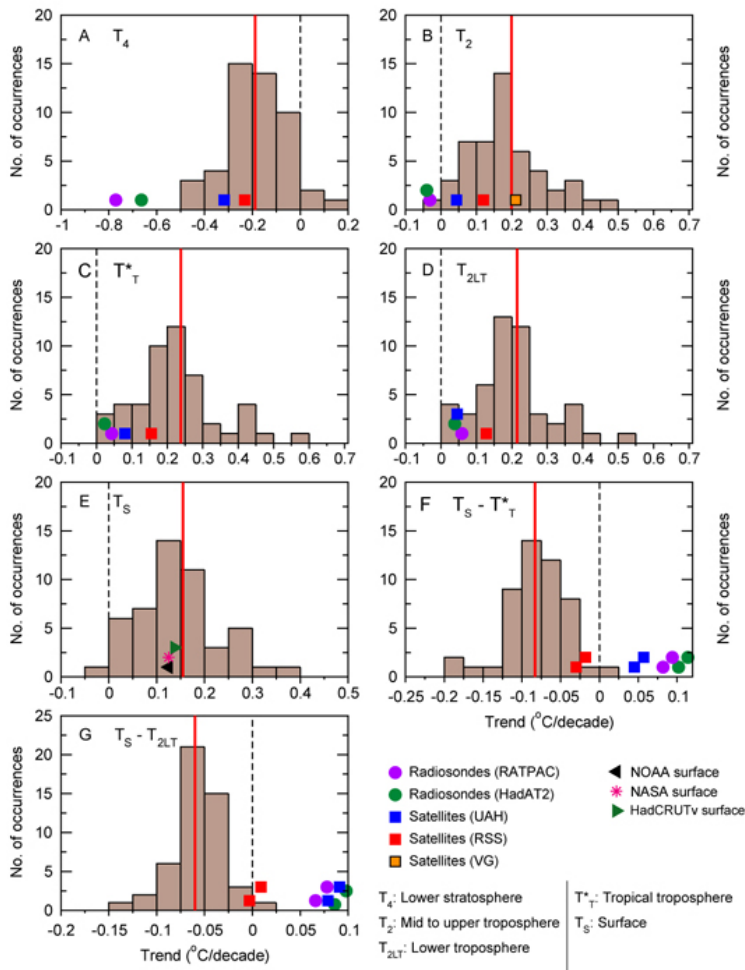 A T4
No. of occurrences
20
15
10
5
0
-1 -0.8 -0.6 -0.4 -0.2 0 0.2
B T2
No. of occurrences
20
15
10
5
0
-0.1 0 0.1 0.2 0.3 0.4 0.5 0.6 0.7
C T*T
No. of occurrences
20
15
10
5
0
-0.1 0 0.1 0.2 0.3 0.4 0.5 0.6 0.7
D T2LT
No. of occurrences
20
15
10
5
0
-0.1 0 0.1 0.2 0.3 0.4 0.5 0.6 0.7
E TS
No. of occurrences
20
15
10
5
0
-0.1 0 0.1 0.2 0.3 0.4 0.5
F TS - T*T
No. of occurrences
20
15
10
5
0
-0.25 -0.2 -0.15 -0.1 -0.05 0 0.05 0.1
Trend (°C/decade)
G TS - T2LT
No. of occurrences
25
20
15
10
5
0
-0.2 -0.15 -0.1 -0.05 0 0.05 0.1
Trend (°C/decade)
Radiosondes (RATPAC)
Radiosondes (HadAT2)
Satellites (UAH)
Satellites (RSS)
Satellites (VG)
NOAA surface
NASA surface
HadCRUTv surface
T4: Lower stratosphere
T2: Mid to upper troposphere
T2LT: Lower troposphere
T*T: Tropical troposphere
TS: Surface